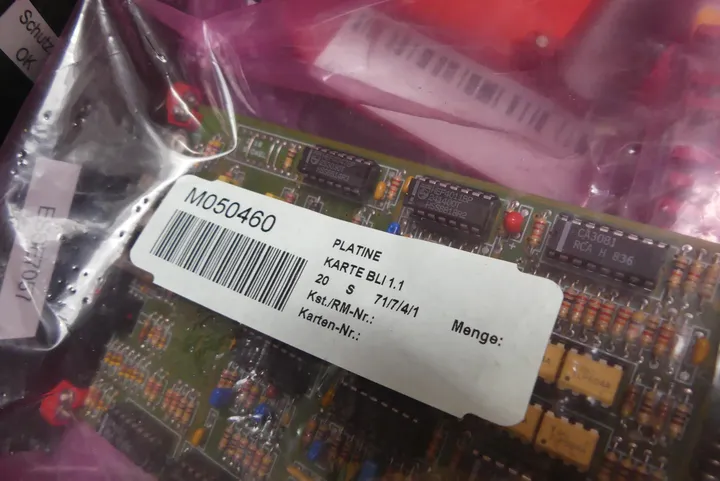 Schutz
OK
M050460
PLATINE
KARTE BLI 1.1
20 S 71/7/4/1
Kst./RM-Nr.:
Karten-Nr.:
Menge:
CA3081
RCA H 836